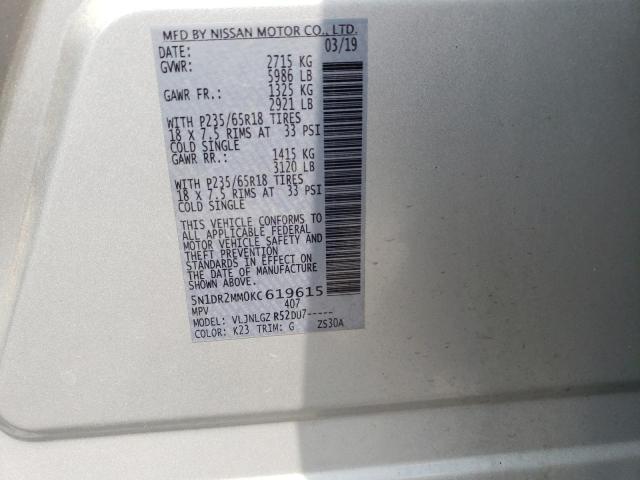 MFD BY NISSAN MOTOR CO., LTD.
DATE: 03/19
GVWR: 2715 KG
5986 LB
GAWR FR.: 1325 KG
2921 LB
WITH P235/65R18 TIRES
18 X 7.5 RIMS AT 33 PSI
COLD SINGLE
GAWR RR.: 1415 KG
3120 LB
WITH P235/65R18 TIRES
18 X 7.5 RIMS AT 33 PSI
COLD SINGLE
THIS VEHICLE CONFORMS TO
ALL APPLICABLE FEDERAL
MOTOR VEHICLE SAFETY AND
THEFT PREVENTION
STANDARDS IN EFFECT ON
THE DATE OF MANUFACTURE
SHOWN ABOVE.
5N1DR2MM0KC619615
MPV 407
MODEL: VLJNLGZ R52DU7-----
COLOR: K23 TRIM: G ZS30A